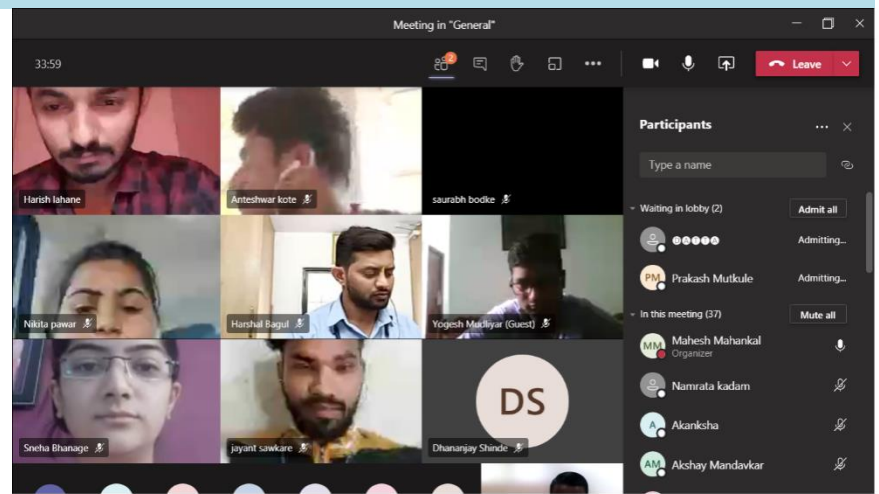 Meeting in "General"
33:59
2
Leave
Harish lahane
Anteshwar kote
saurabh bodke
Nikita pawar
Harshal Bagul
Yogesh Mudliyar (Guest)
Sneha Bhanage
jayant sawkare
DS
Dhananjay Shinde
Participants
Type a name
Waiting in lobby (2) Admit all
🅓🅐🅣🅣🅐 Admitting...
PM Prakash Mutkule Admitting...
In this meeting (37) Mute all
MM Mahesh Mahankal
Organizer
Namrata kadam
A Akanksha
AM Akshay Mandavkar